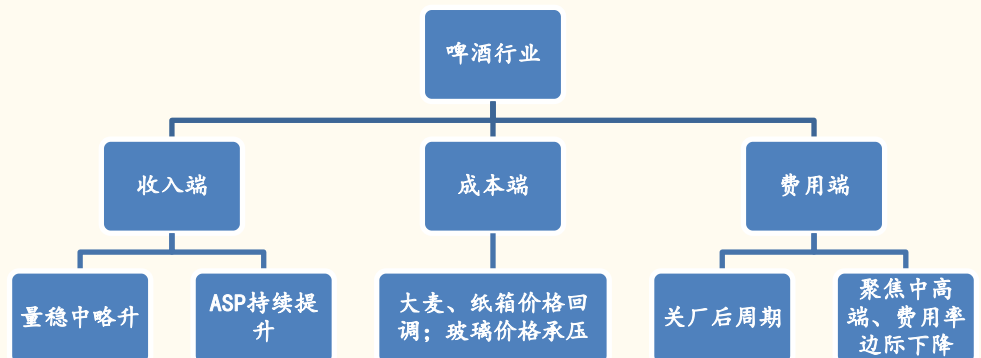 啤酒行业
收入端
成本端
费用端
量稳中略升
ASP持续提
升
大麦、纸箱价格回
调；玻璃价格承压
关厂后周期
聚焦中高
端、费用率
边际下降